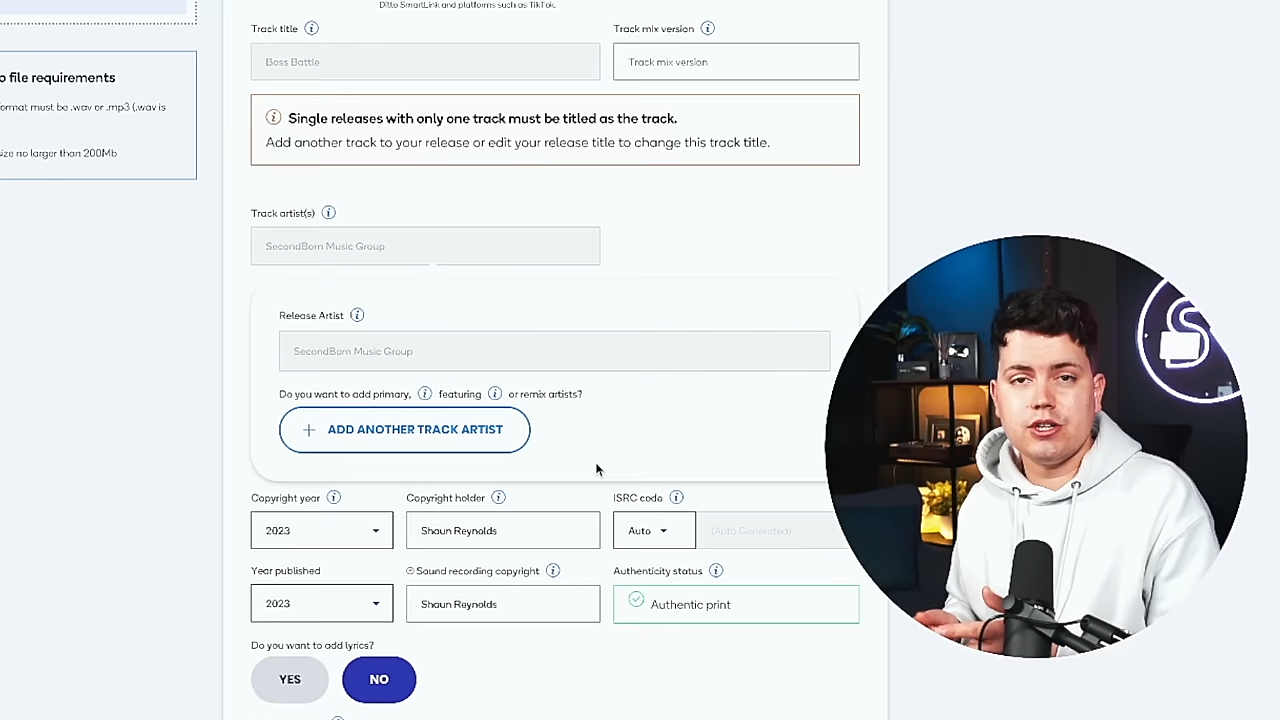 Ditto SmartLink and platforms such as TikTok.
Track title
Track mix version
Boss Battle
Track mix version
o file requirements
ormat must be .wav or .mp3 (.wav is
ize no larger than 200Mb
Single releases with only one track must be titled as the track.
Add another track to your release or edit your release title to change this track title.
Track artist(s)
SecondBorn Music Group
Release Artist
SecondBorn Music Group
Do you want to add primary, featuring or remix artists?
+ ADD ANOTHER TRACK ARTIST
Copyright year
Copyright holder
ISRC code
2023
Shaun Reynolds
Auto
(Auto Generated)
Year published
℗ Sound recording copyright
Authenticity status
2023
Shaun Reynolds
Authentic print
Do you want to add lyrics?
YES
NO